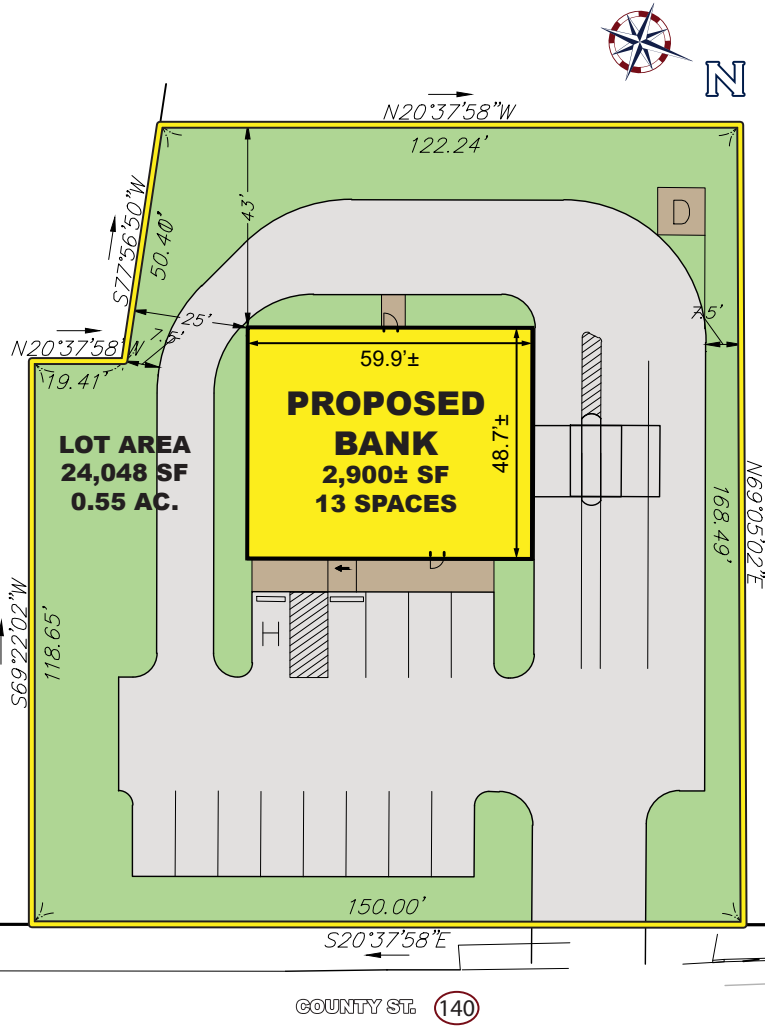 N
N20°37'58"W
122.24'
S77°56'50"W
50.40'
43'
D
25'
7.5'
7.5'
N20°37'58"W
19.41'
59.9'±
48.7'±
PROPOSED
BANK
2,900± SF
13 SPACES
LOT AREA
24,048 SF
0.55 AC.
N69°05'02"E
168.49'
S69°22'02"W
118.65'
H
150.00'
S20°37'58"E
COUNTY ST. 140